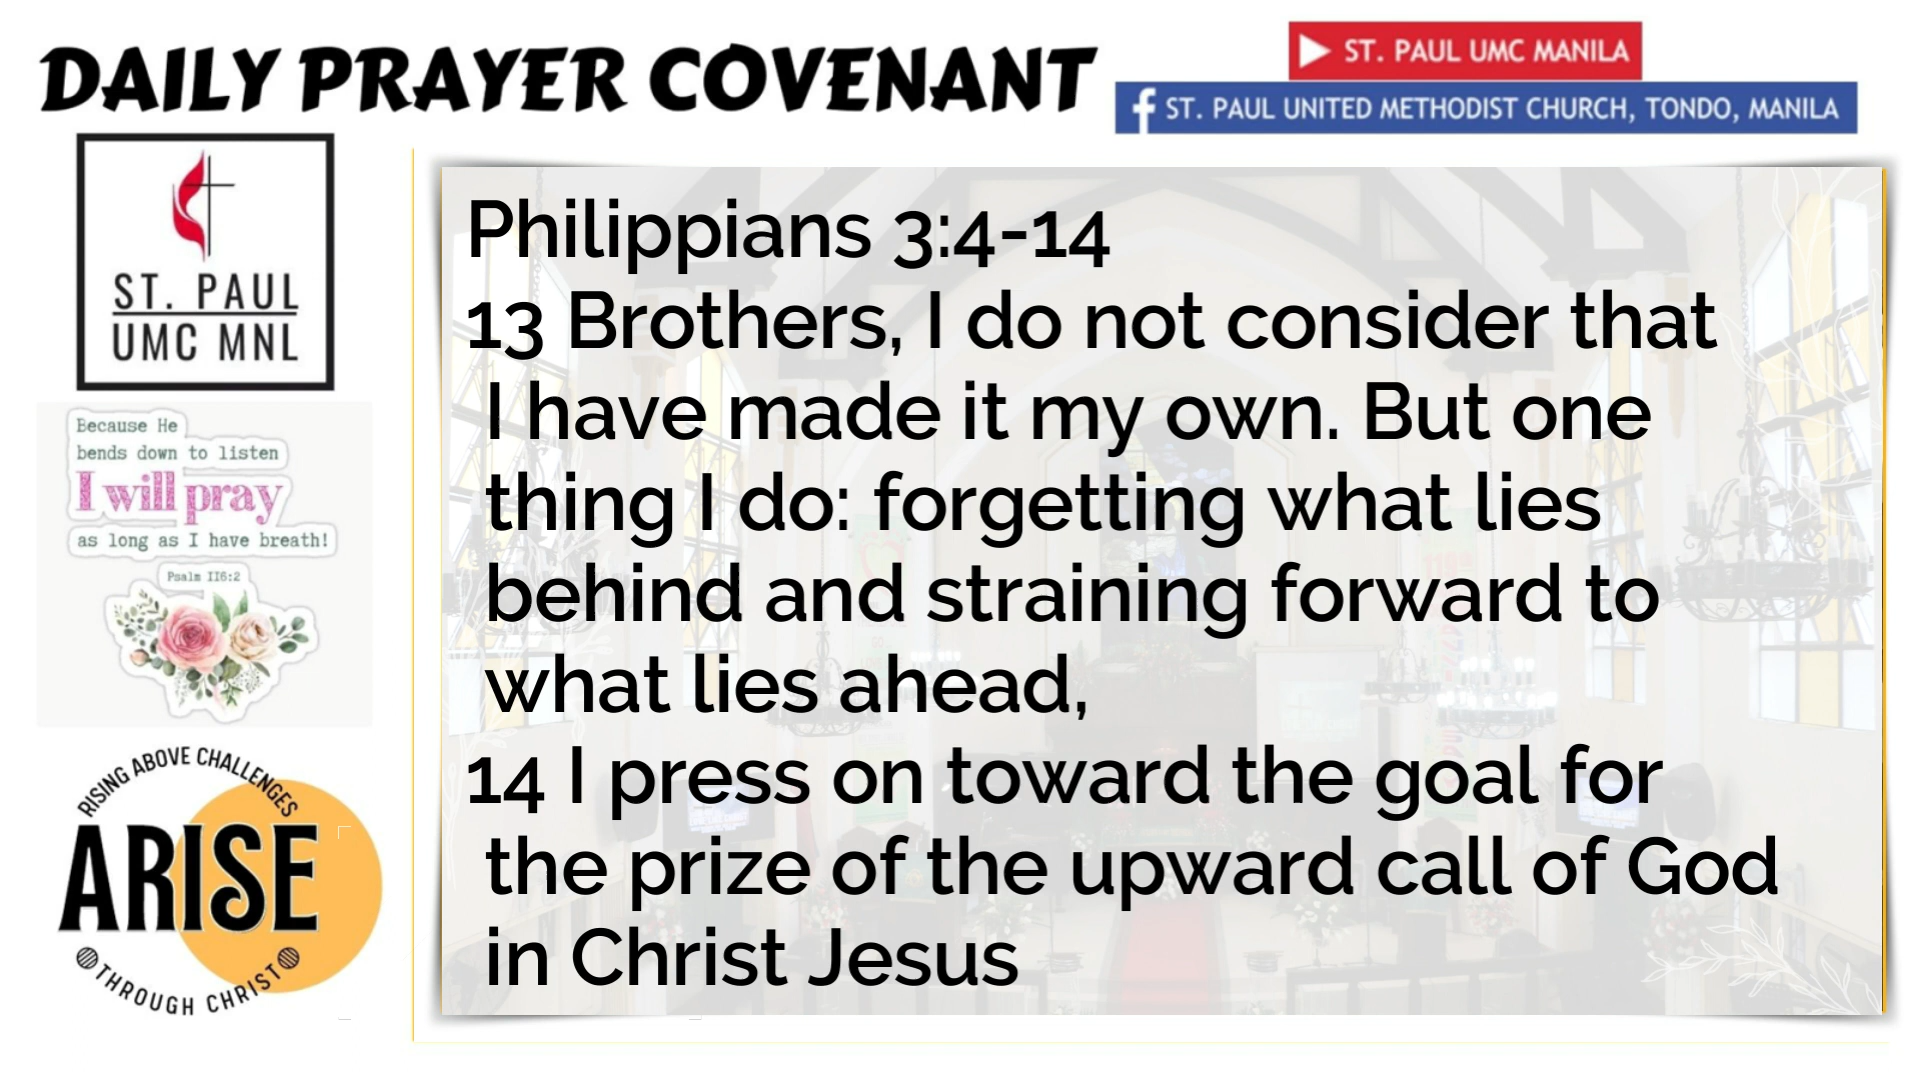 DAILY PRAYER COVENANT
ST. PAUL UMC MANILA
f ST. PAUL UNITED METHODIST CHURCH, TONDO, MANILA
ST. PAUL
UMC MNL
Because He
bends down to listen
I will pray
as long as I have breath!
Psalm 116:2
RISING ABOVE CHALLENGES
ARISE
THROUGH CHRIST
Philippians 3:4-14
13 Brothers, I do not consider that
I have made it my own. But one
thing I do: forgetting what lies
behind and straining forward to
what lies ahead,
14 I press on toward the goal for
the prize of the upward call of God
in Christ Jesus